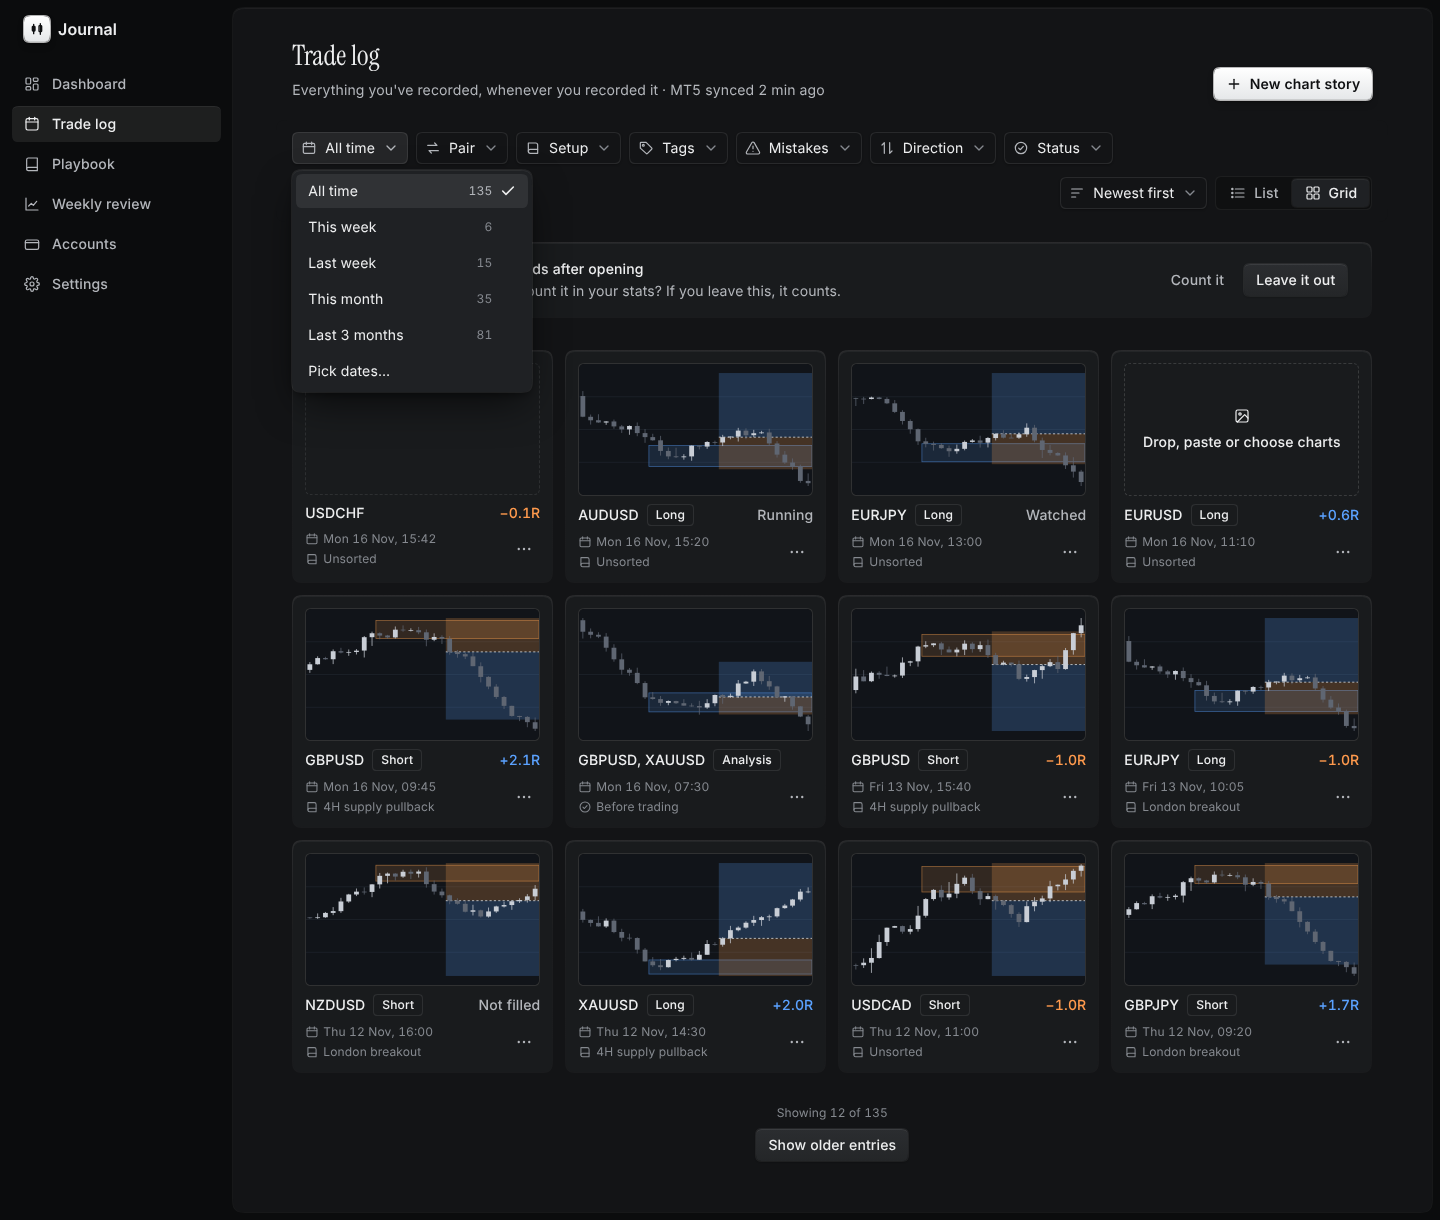 Journal
Dashboard
Trade log
Playbook
Weekly review
Accounts
Settings
Trade log
Everything you've recorded, whenever you recorded it · MT5 synced 2 min ago
New chart story
All time
Pair
Setup
Tags
Mistakes
Direction
Status
All time 135
This week 6
Last week 15
This month 35
Last 3 months 81
Pick dates...
Newest first
List
Grid
after opening
it in your stats? If you leave this, it counts.
Count it
Leave it out
USDCHF −0.1R
Mon 16 Nov, 15:42
Unsorted
AUDUSD Long Running
Mon 16 Nov, 15:20
Unsorted
EURJPY Long Watched
Mon 16 Nov, 13:00
Unsorted
Drop, paste or choose charts
EURUSD Long +0.6R
Mon 16 Nov, 11:10
Unsorted
GBPUSD Short +2.1R
Mon 16 Nov, 09:45
4H supply pullback
GBPUSD, XAUUSD Analysis
Mon 16 Nov, 07:30
Before trading
GBPUSD Short −1.0R
Fri 13 Nov, 15:40
4H supply pullback
EURJPY Long −1.0R
Fri 13 Nov, 10:05
London breakout
NZDUSD Short Not filled
Thu 12 Nov, 16:00
London breakout
XAUUSD Long +2.0R
Thu 12 Nov, 14:30
4H supply pullback
USDCAD Short −1.0R
Thu 12 Nov, 11:00
Unsorted
GBPJPY Short +1.7R
Thu 12 Nov, 09:20
London breakout
Showing 12 of 135
Show older entries